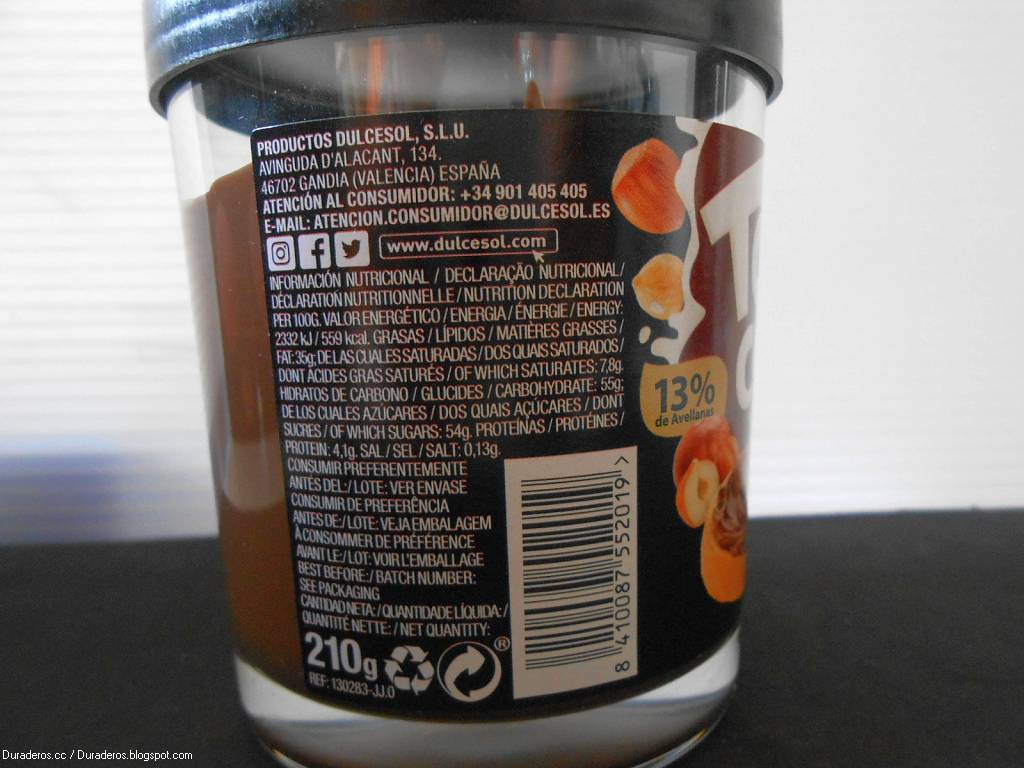 PRODUCTOS DULCESOL, S.L.U.
AVINGUDA D'ALACANT, 134.
46702 GANDIA (VALENCIA) ESPAÑA
ATENCIÓN AL CONSUMIDOR: +34 901 405 405
E-MAIL: ATENCION.CONSUMIDOR@DULCESOL.ES
www.dulcesol.com
INFORMACIÓN NUTRICIONAL / DECLARAÇÃO NUTRICIONAL/
DÉCLARATION NUTRITIONNELLE / NUTRITION DECLARATION
PER 100G. VALOR ENERGÉTICO / ENERGIA / ÉNERGIE / ENERGY:
2332 kJ / 559 kcal. GRASAS / LÍPIDOS / MATIÈRES GRASSES /
FAT: 35g; DE LAS CUALES SATURADAS / DOS QUAIS SATURADOS /
DONT ACIDES GRAS SATURÉS / OF WHICH SATURATES: 7,8g.
HIDRATOS DE CARBONO / GLUCIDES / CARBOHYDRATE: 55g;
DE LOS CUALES AZÚCARES / DOS QUAIS AÇÚCARES / DONT
SUCRES / OF WHICH SUGARS: 54g. PROTEÍNAS / PROTÉINES /
PROTEIN: 4,1g. SAL / SEL / SALT: 0,13g.
CONSUMIR PREFERENTEMENTE
ANTES DEL: / LOTE: VER ENVASE
CONSUMIR DE PREFERÊNCIA
ANTES DE: / LOTE: VEJA EMBALAGEM
À CONSOMMER DE PRÉFÉRENCE
AVANT LE: / LOT: VOIR L'EMBALLAGE
BEST BEFORE: / BATCH NUMBER:
SEE PACKAGING
CANTIDAD NETA: / QUANTIDADE LÍQUIDA: /
QUANTITÉ NETTE: / NET QUANTITY:
210g
REF: 130283-JJ.0
®
8 410087 552019 >
13%
de Avellanas
Duraderos.cc / Duraderos.blogspot.com